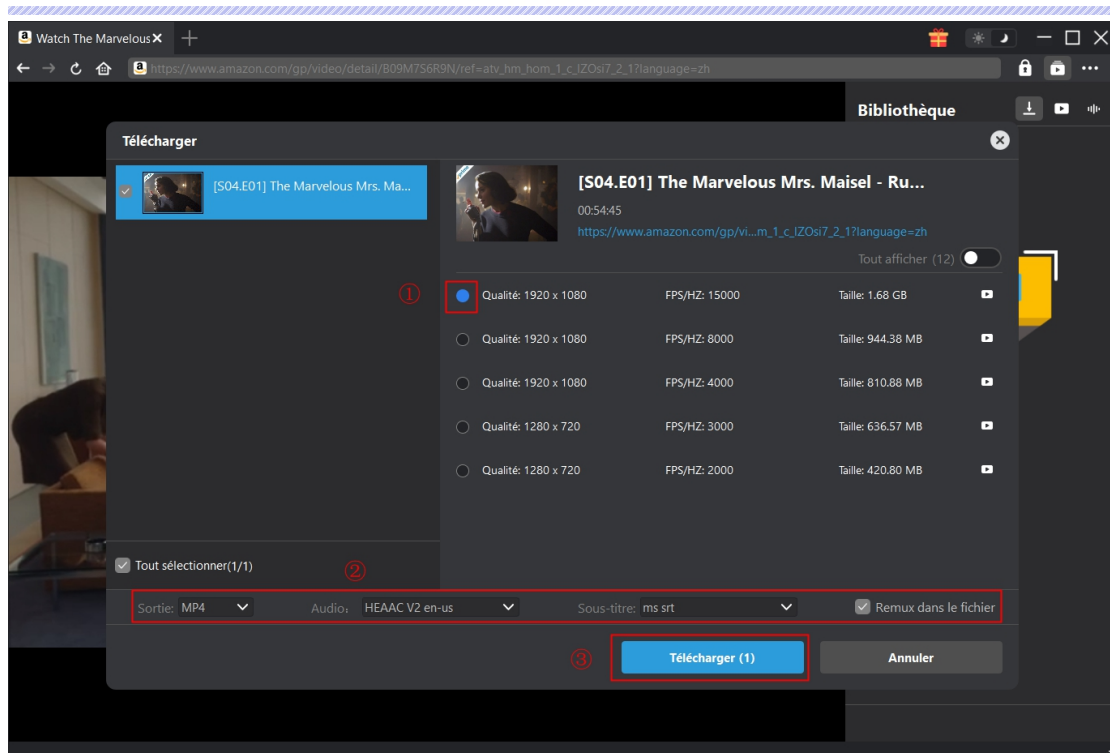 Watch The Marvelous
https://www.amazon.com/gp/video/detail/B09M7S6R9N/ref=atv_hm_hom_1_c_lZOsi7_2_1?language=zh
Bibliothèque
Télécharger
[S04.E01] The Marvelous Mrs. Ma...
[S04.E01] The Marvelous Mrs. Maisel - Ru...
00:54:45
https://www.amazon.com/gp/vi...m_1_c_lZOsi7_2_1?language=zh
Tout afficher (12)
① Qualité: 1920 x 1080 FPS/HZ: 15000 Taille: 1.68 GB
Qualité: 1920 x 1080 FPS/HZ: 8000 Taille: 944.38 MB
Qualité: 1920 x 1080 FPS/HZ: 4000 Taille: 810.88 MB
Qualité: 1280 x 720 FPS/HZ: 3000 Taille: 636.57 MB
Qualité: 1280 x 720 FPS/HZ: 2000 Taille: 420.80 MB
Tout sélectionner(1/1)
②
Sortie: MP4 Audio: HEAAC V2 en-us Sous-titre: ms srt Remux dans le fichier
③ Télécharger (1) Annuler